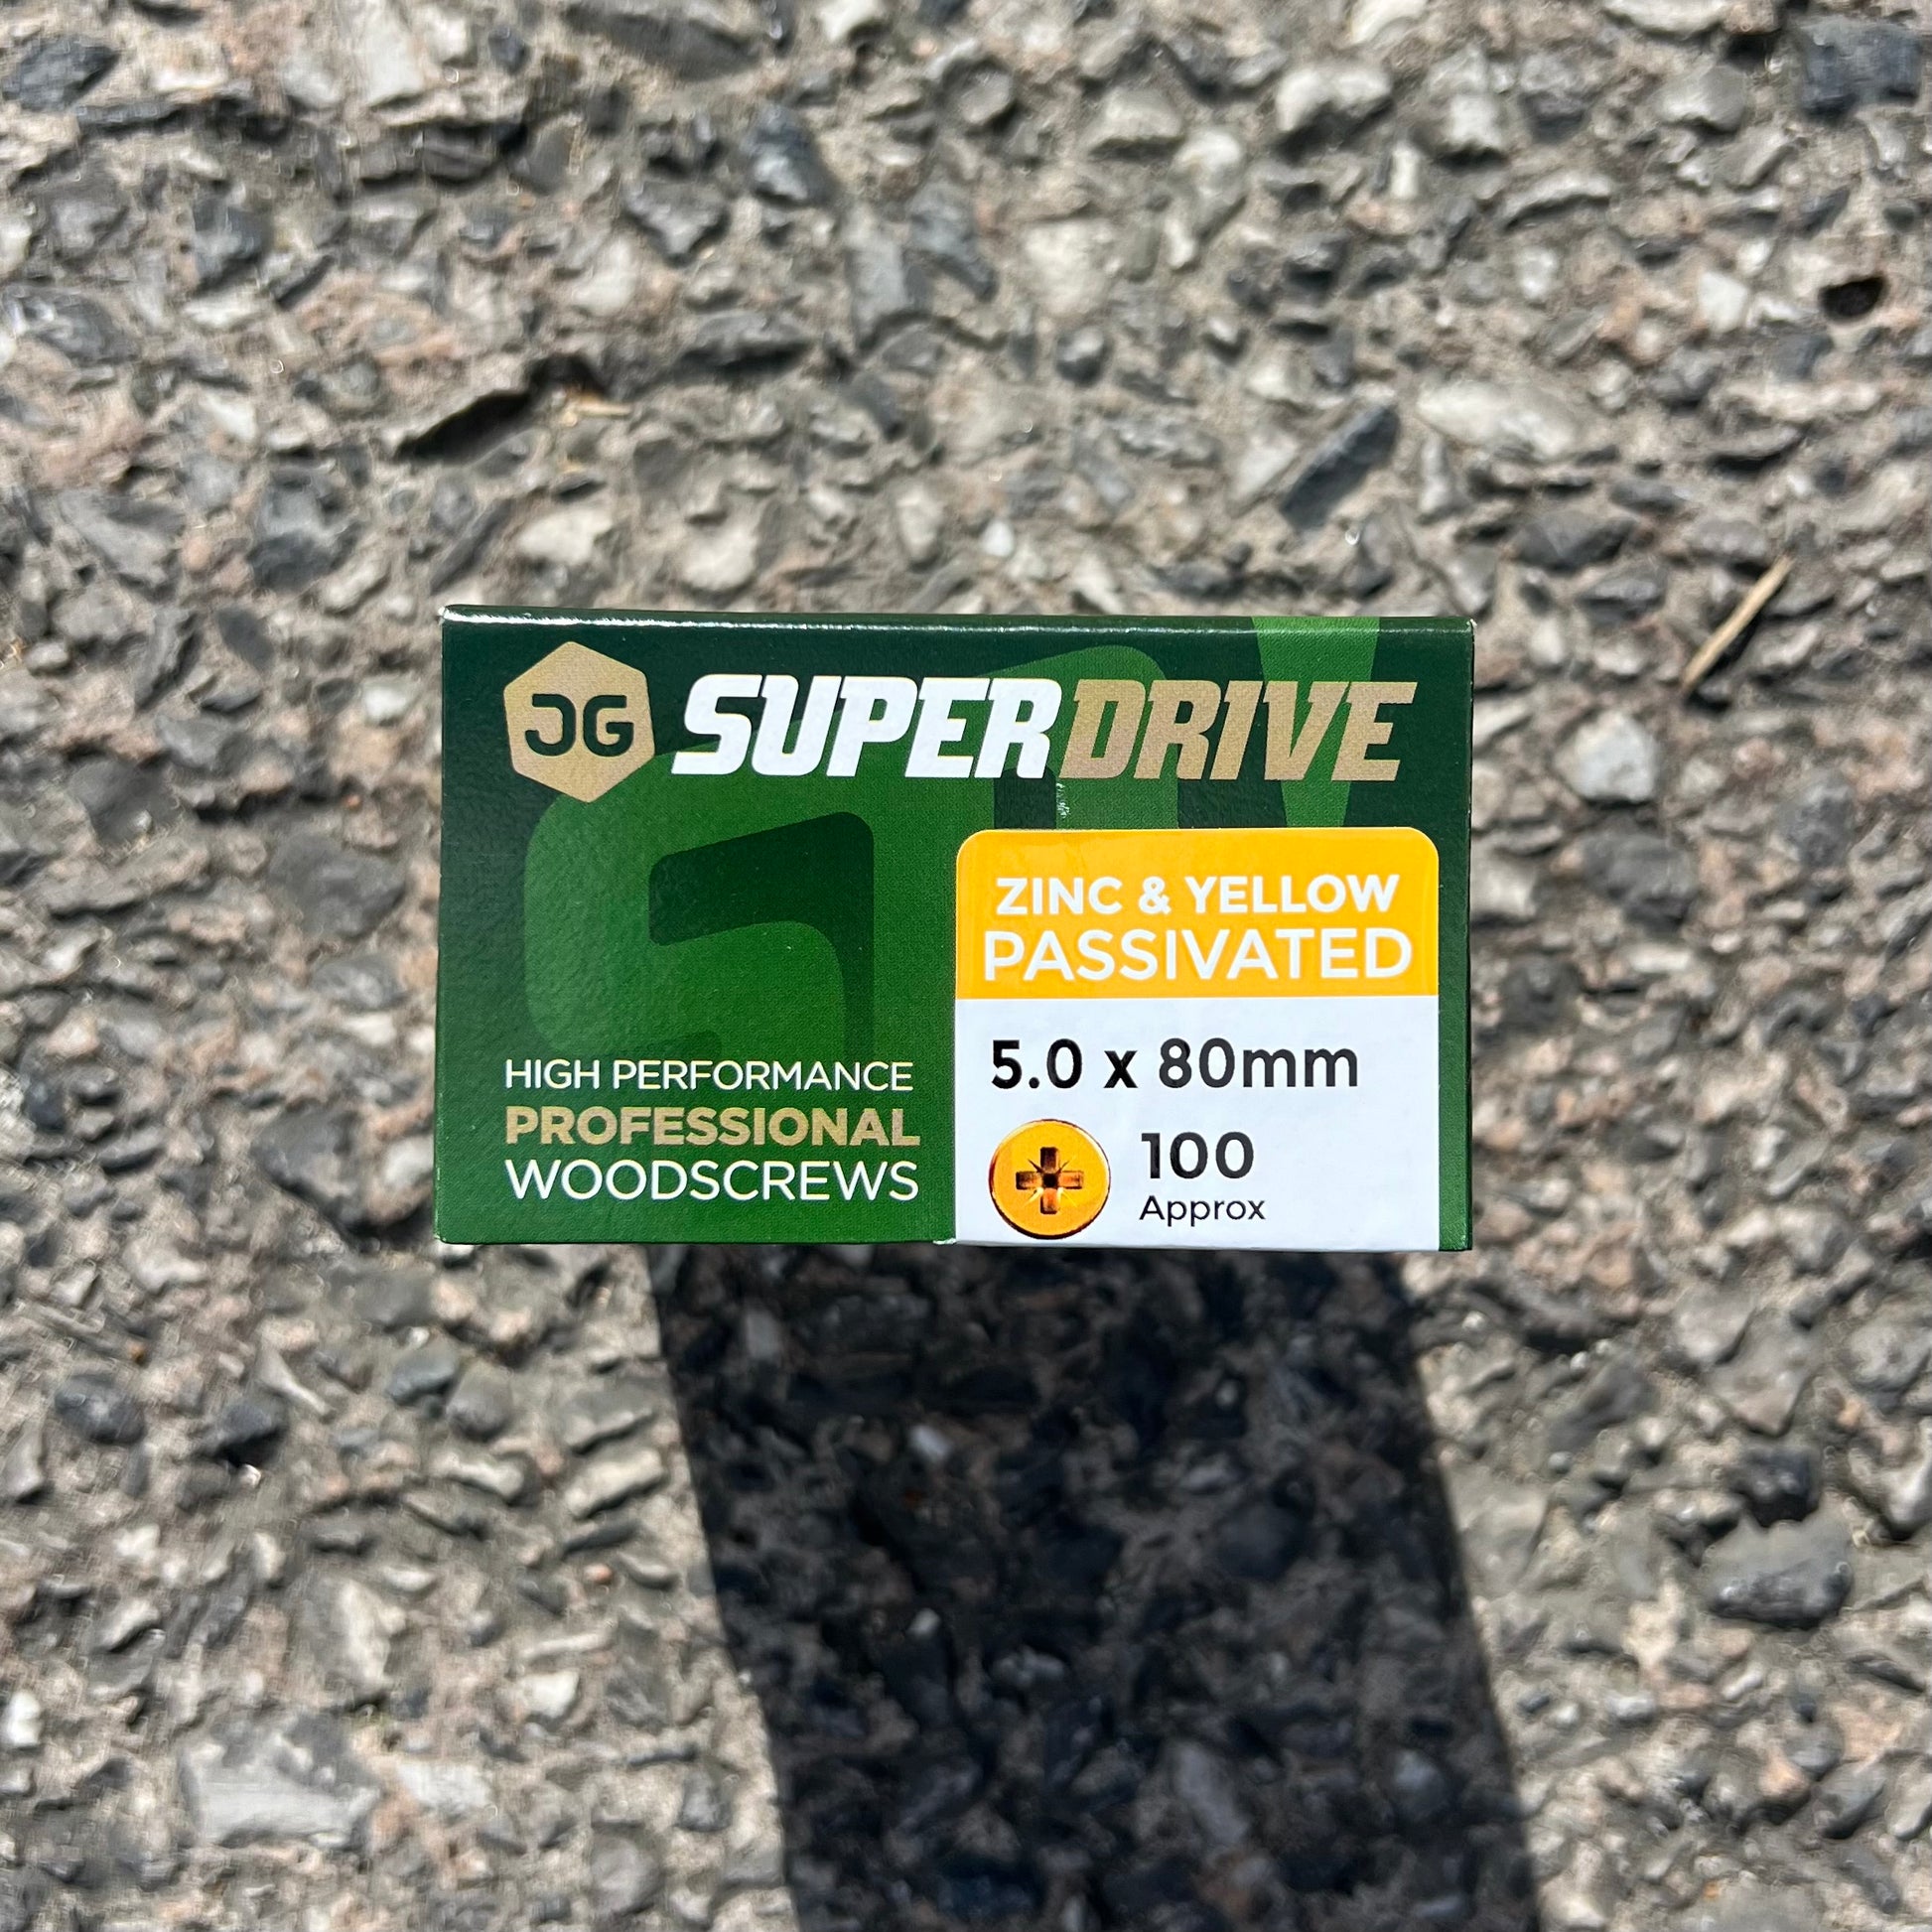 JG SUPERDRIVE
ZINC & YELLOW
PASSIVATED
5.0 x 80mm
100
Approx
HIGH PERFORMANCE
PROFESSIONAL
WOODSCREWS